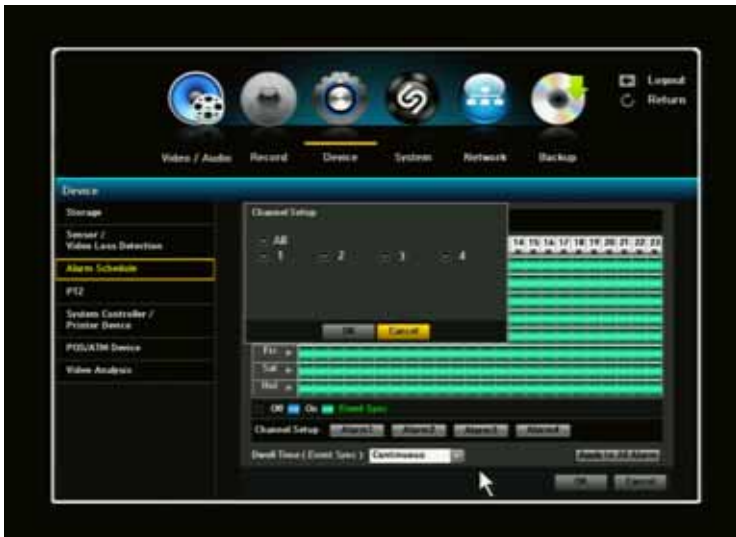 Logout
Return
Video / Audio
Record
Device
System
Network
Backup
Device
Storage
Sensor /
Video Loss Detection
Alarm Schedule
PTZ
System Controller /
Printer Device
POS/ATM Device
Video Analysis
Channel Setup
All
1 2 3 4
OK Cancel
14 15 16 17 18 19 20 21 22 23
Fri
Sat
Hol
Off On Event Sync
Channel Setup Alarm1 Alarm2 Alarm3 Alarm4
Dwell Time ( Event Sync ) Continuous Apply to All Alarm
OK Cancel